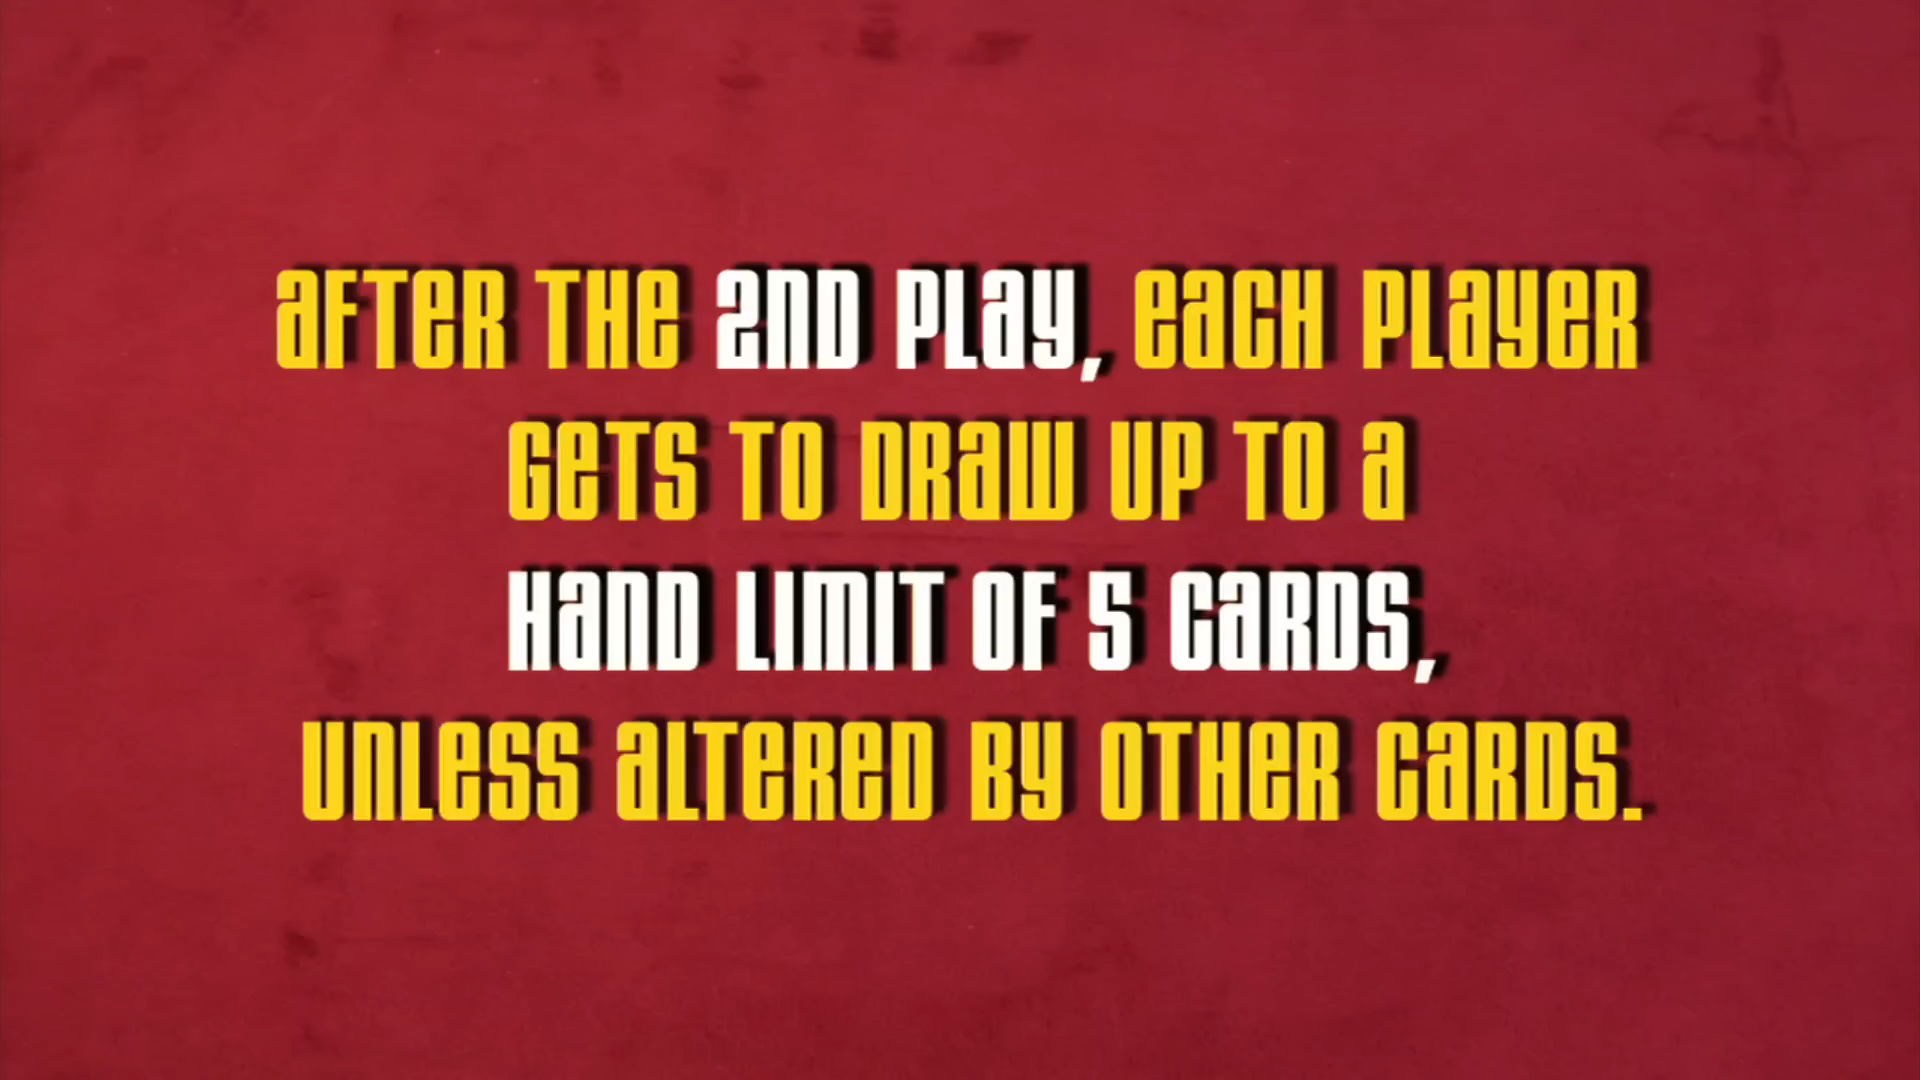 AFTER THE 2ND PLAY, EACH PLAYER
GETS TO DRAW UP TO A
HAND LIMIT OF 5 CARDS,
UNLESS ALTERED BY OTHER CARDS.